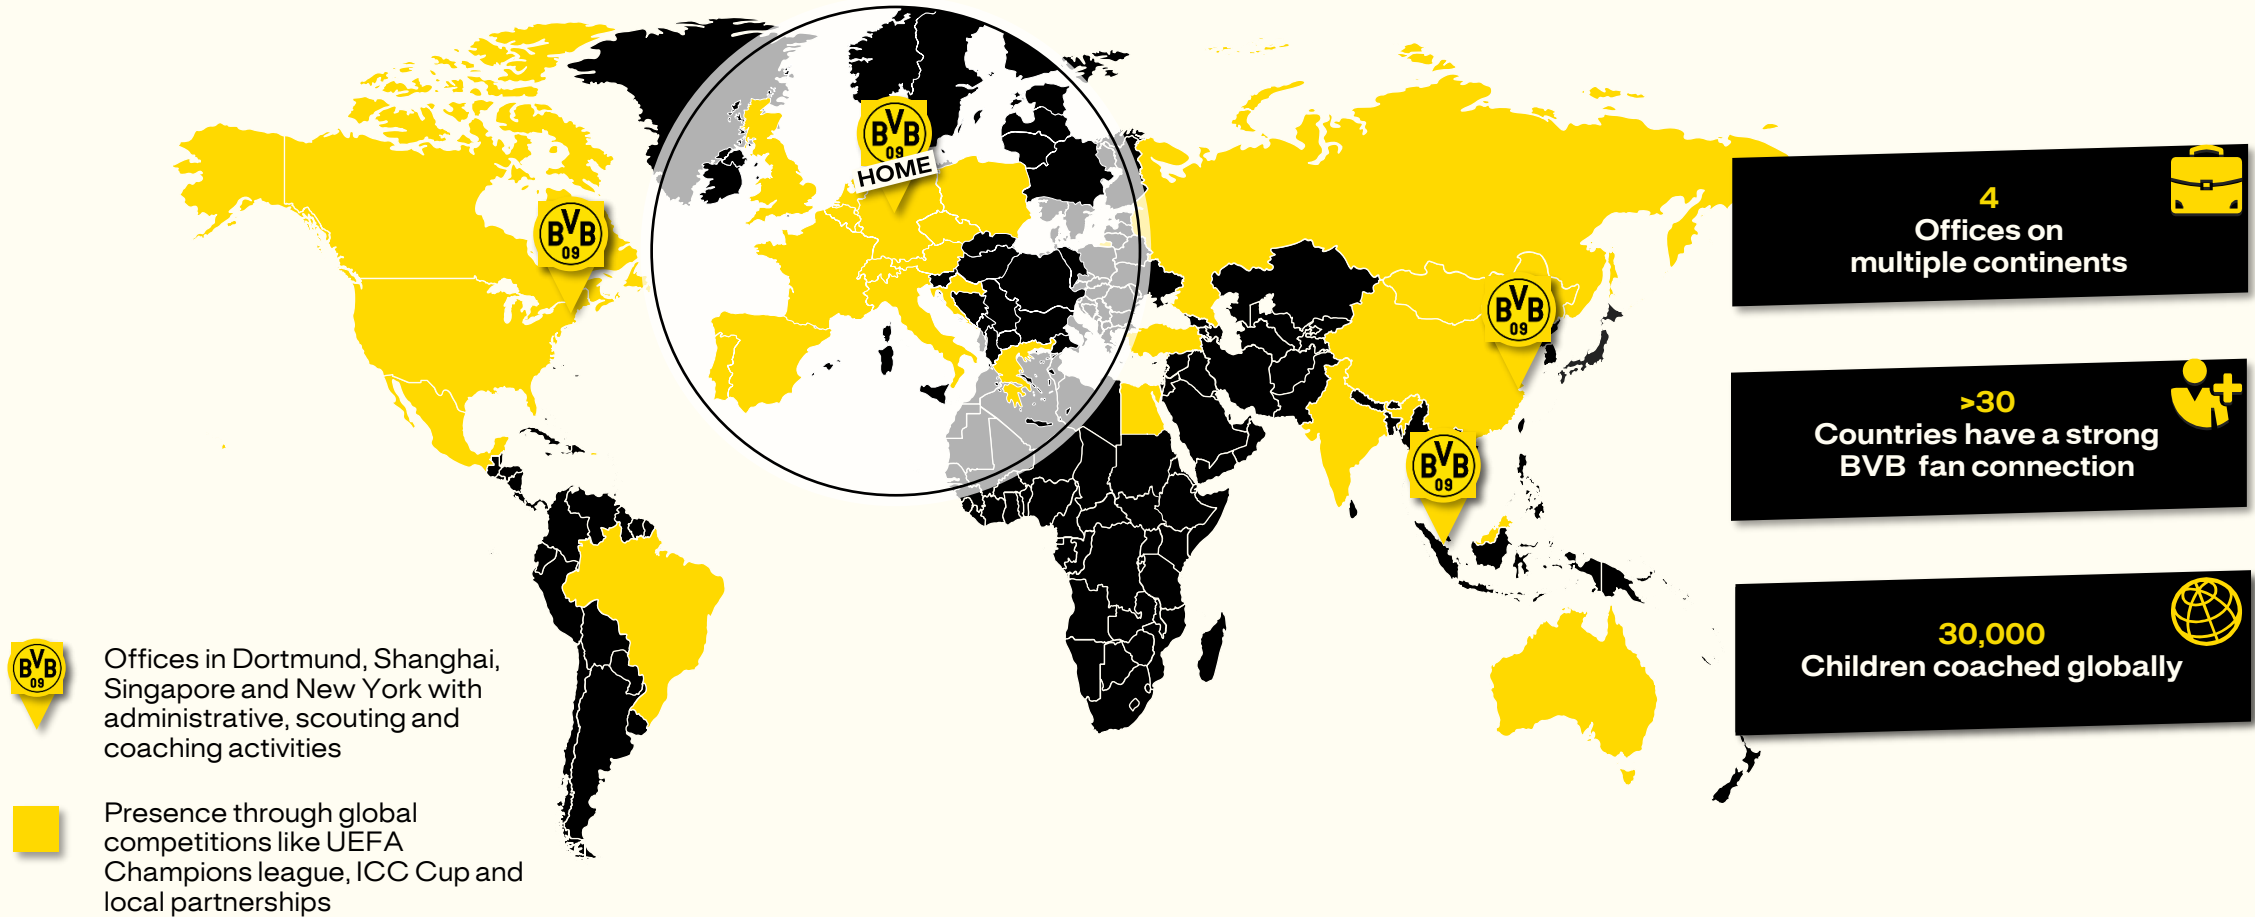 BVB
09
HOME
BVB
09
BVB
09
BVB
09
4
Offices on
multiple continents
>30
Countries have a strong
BVB fan connection
30,000
Children coached globally
BVB
09
Offices in Dortmund, Shanghai,
Singapore and New York with
administrative, scouting and
coaching activities
Presence through global
competitions like UEFA
Champions league, ICC Cup and
local partnerships